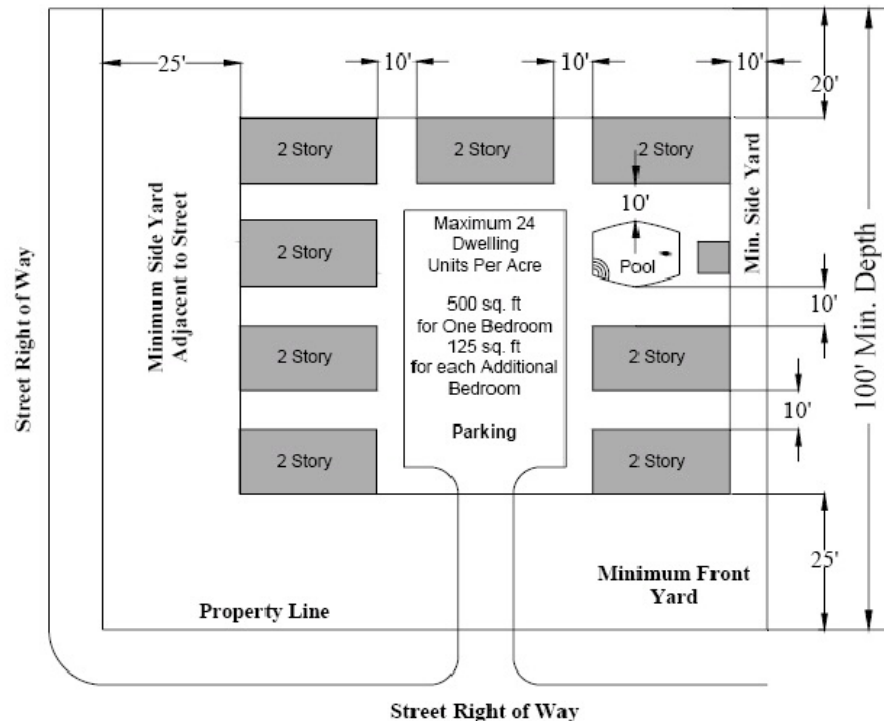 25'
10'
10'
10'
20'
2 Story
2 Story
2 Story
10'
Street Right of Way
Minimum Side Yard
Adjacent to Street
2 Story
Maximum 24
Dwelling
Units Per Acre
500 sq. ft
for One Bedroom
125 sq. ft
for each Additional
Bedroom
Parking
Pool
Min. Side Yard
10'
100' Min. Depth
2 Story
2 Story
10'
2 Story
2 Story
25'
Minimum Front
Yard
Property Line
Street Right of Way